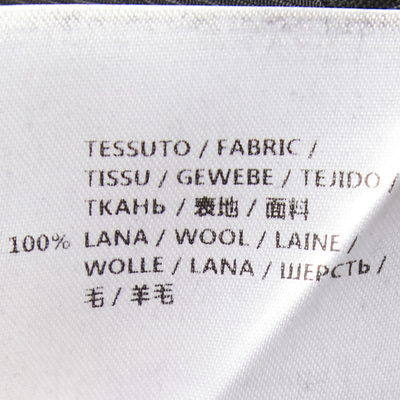 TESSUTO / FABRIC /
TISSU / GEWEBE / TEJIDO /
ТКАНЬ / 表地 / 面料
100% LANA / WOOL / LAINE /
WOLLE / LANA / ШЕРСТЬ /
毛 / 羊毛